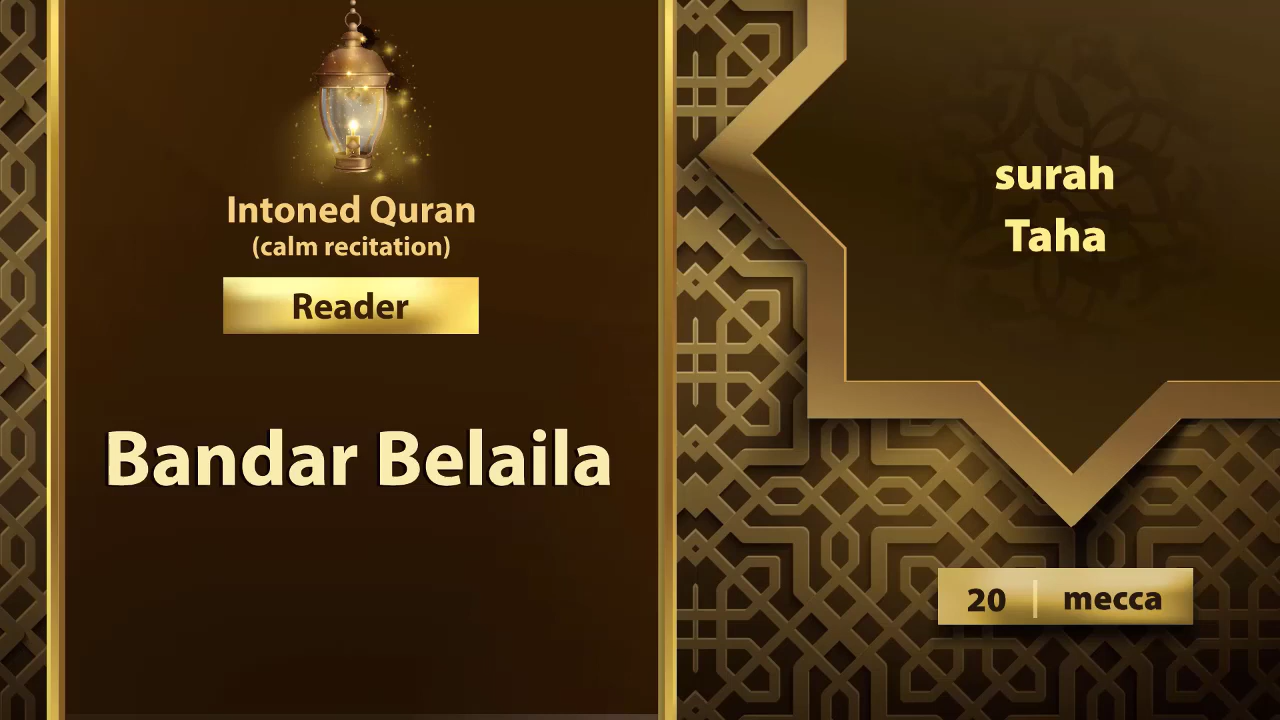 Intoned Quran
(calm recitation)
Reader
Bandar Belaila
surah
Taha
20 | mecca